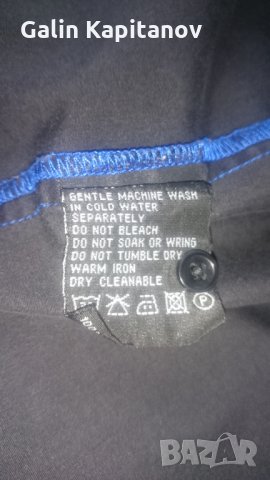 Galin Kapitanov
GENTLE MACHINE WASH
IN COLD WATER
SEPARATELY
DO NOT BLEACH
DO NOT SOAK OR WRING
DO NOT TUMBLE DRY
WARM IRON
DRY CLEANABLE
P
BAZAR